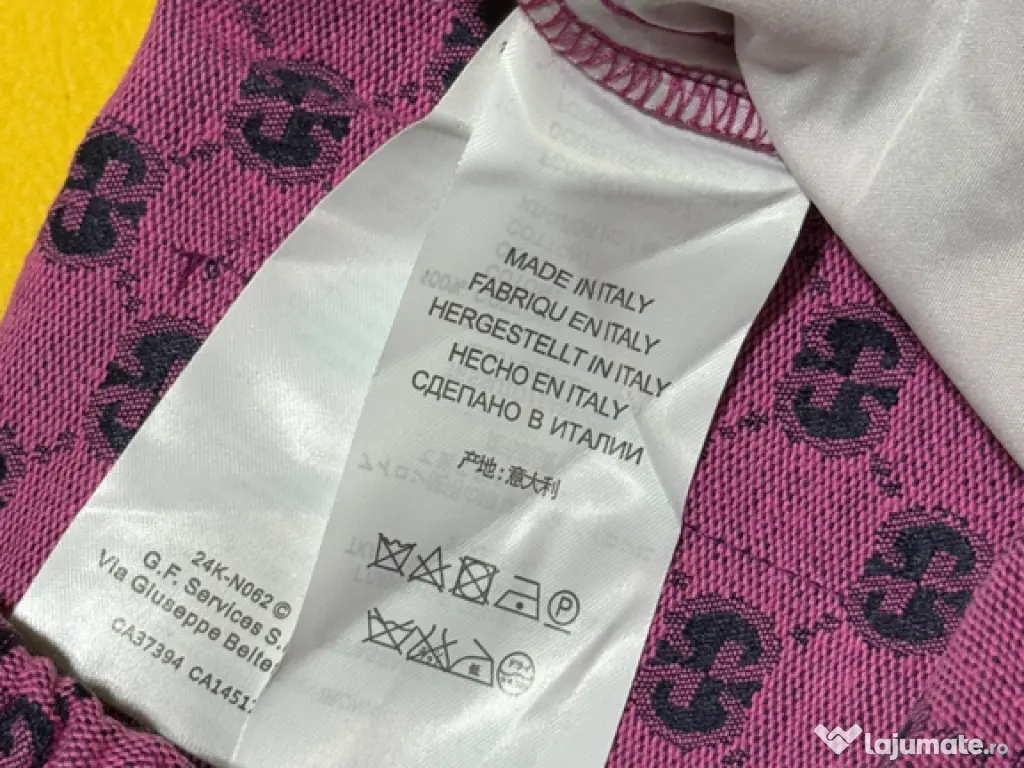 MADE IN ITALY
FABRIQU EN ITALY
HERGESTELLT IN ITALY
HECHO EN ITALY
СДЕПАНО В ИТАПИИ
产地:意大利
P
24K-N062 ©
G.F. Services S.
Via Giuseppe Belte
CA37394 CA1451
lajumate.ro